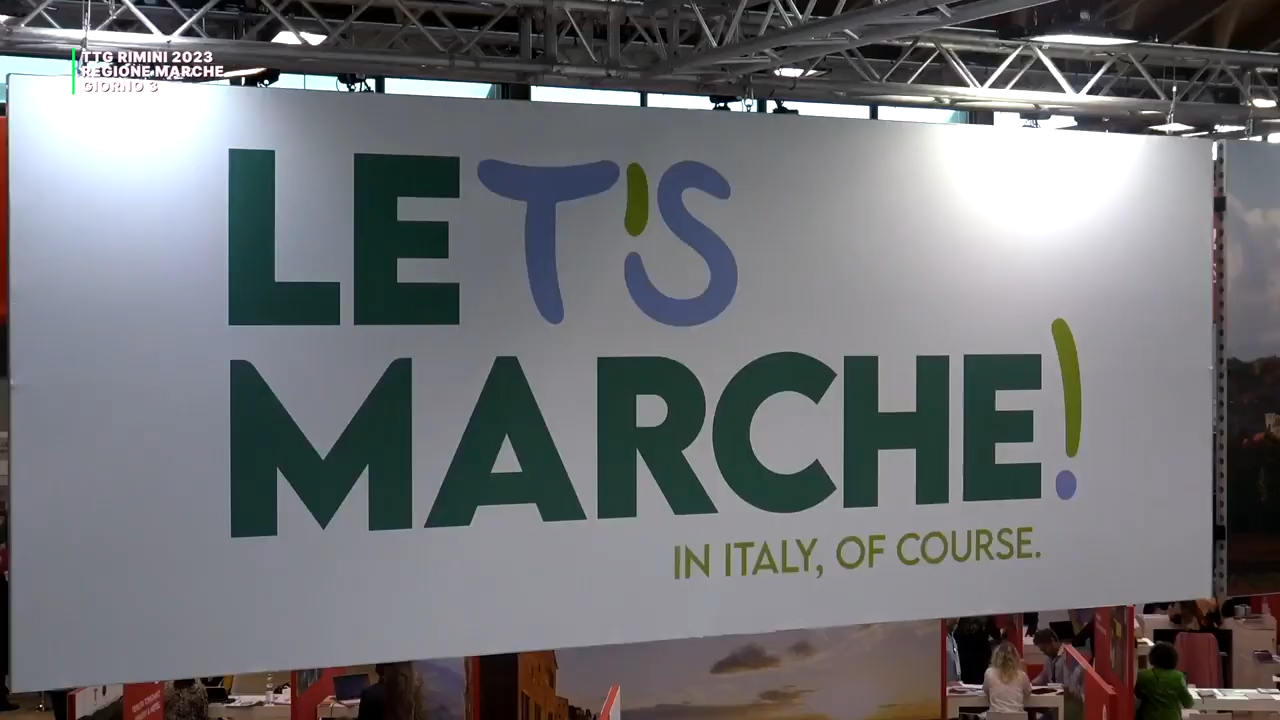 TTG RIMINI 2023
REGIONE MARCHE
GIORNO 3
LET'S
MARCHE!
IN ITALY, OF COURSE.